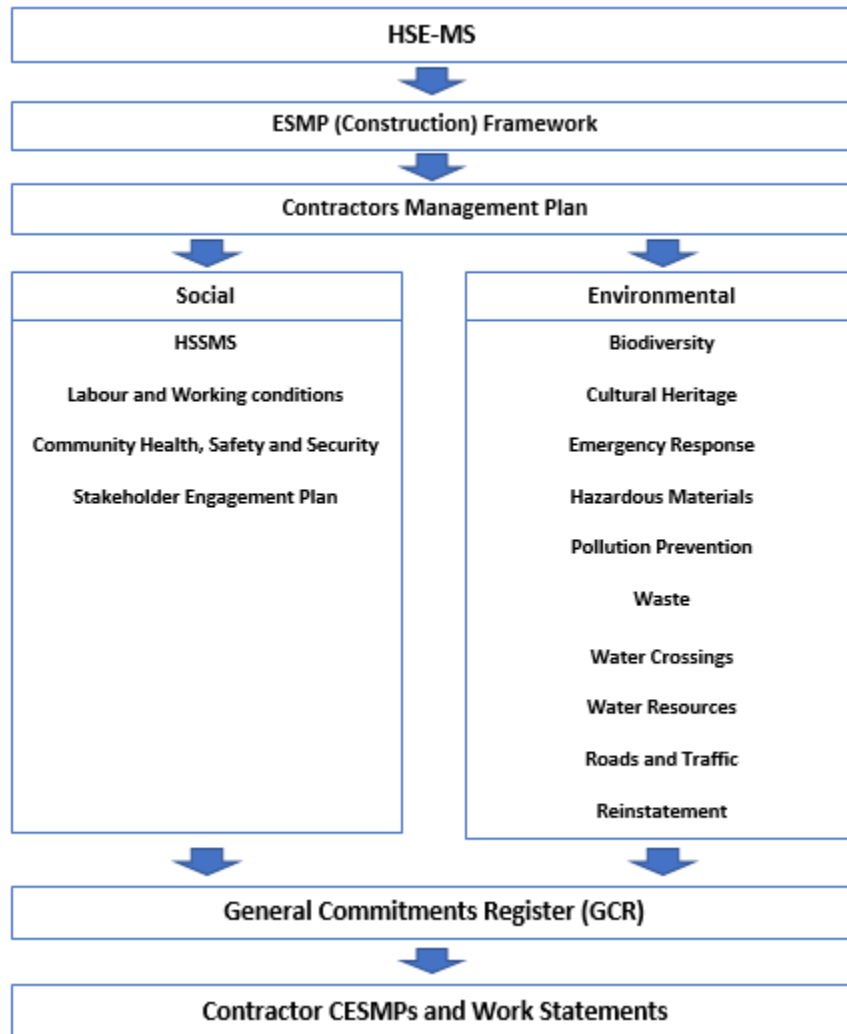 HSE-MS
ESMP (Construction) Framework
Contractors Management Plan
Social
HSSMS
Labour and Working conditions
Community Health, Safety and Security
Stakeholder Engagement Plan
Environmental
Biodiversity
Cultural Heritage
Emergency Response
Hazardous Materials
Pollution Prevention
Waste
Water Crossings
Water Resources
Roads and Traffic
Reinstatement
General Commitments Register (GCR)
Contractor CESMPs and Work Statements